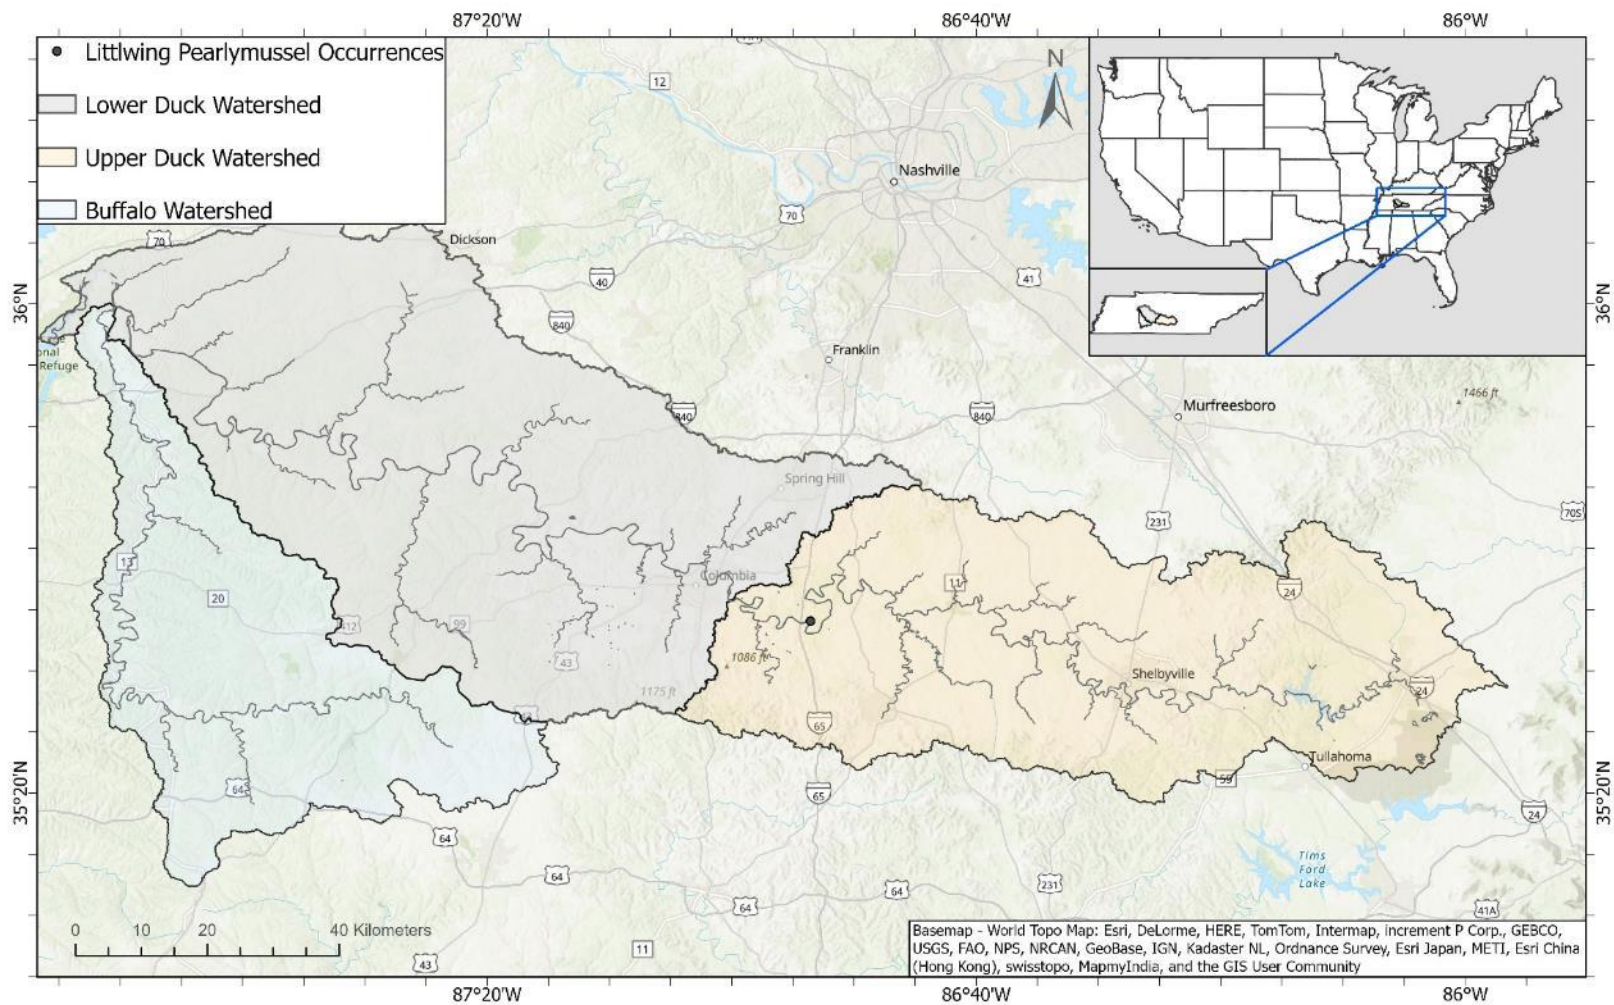 87°20'W
86°40'W
86°W
Littlwing Pearlymussel Occurrences
Lower Duck Watershed
Upper Duck Watershed
Buffalo Watershed
N
12
Nashville
70
70
Dickson
40
41
36°N
36°N
840
onal
Refuge
Franklin
840
840
Murfreesboro
1466 ft
Spring Hill
70S
231
13
20
Columbia
11
24
412
99
43
1086 ft
1175 ft
Shelbyville
24
65
Tullahoma
64
65
55
35°20'N
35°20'N
24
64
64
64
64
231
Tims
Ford
Lake
41A
0 10 20 40 Kilometers
11
43
Basemap - World Topo Map: Esri, DeLorme, HERE, TomTom, Intermap, increment P Corp., GEBCO,
USGS, FAO, NPS, NRCAN, GeoBase, IGN, Kadaster NL, Ordnance Survey, Esri Japan, METI, Esri China
(Hong Kong), swisstopo, MapmyIndia, and the GIS User Community
87°20'W
86°40'W
86°W